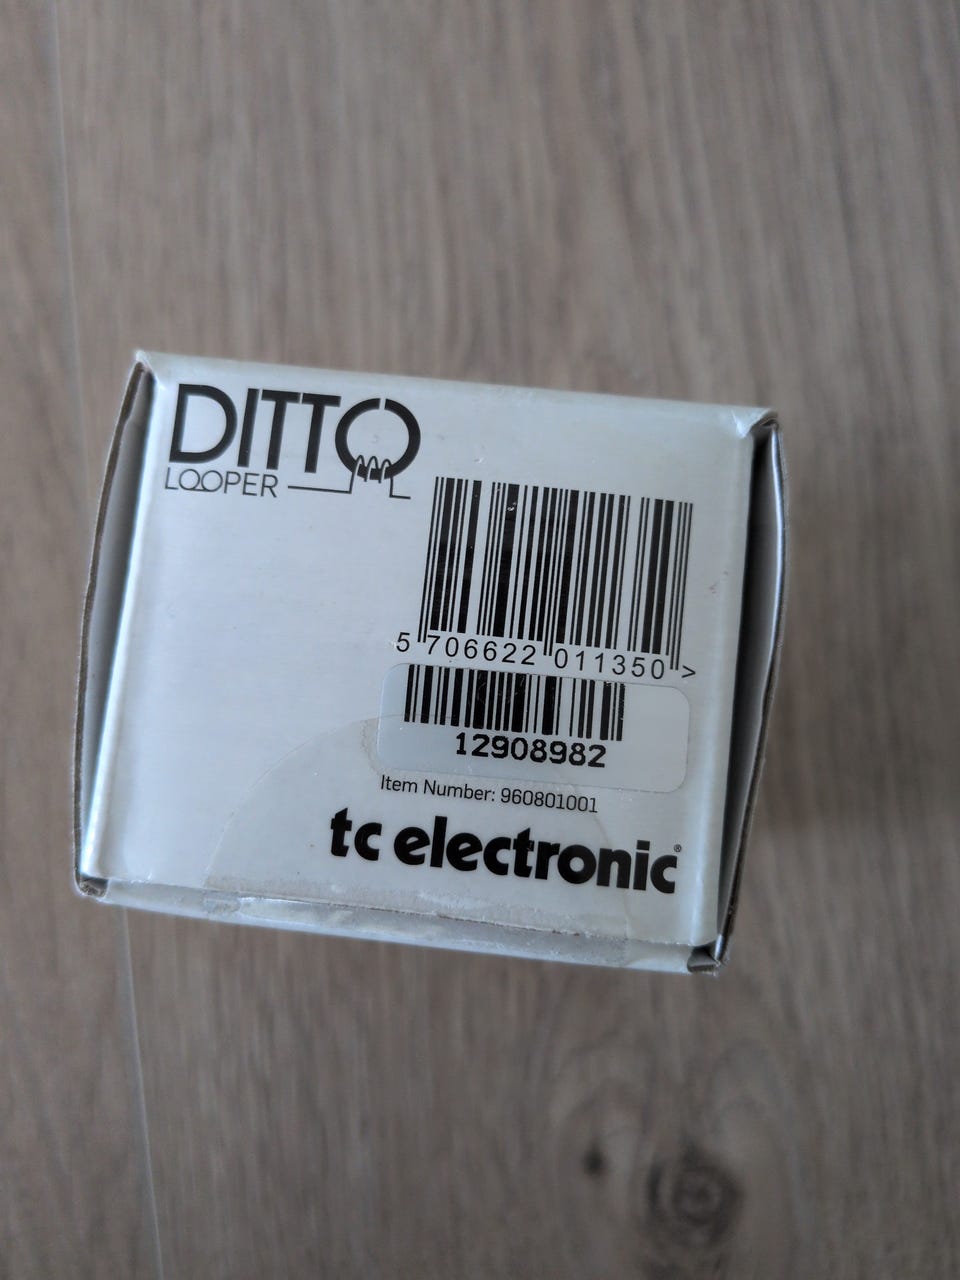 DITTO
LOOPER
5 706622 011350 >
12908982
Item Number: 960801001
tc electronic®